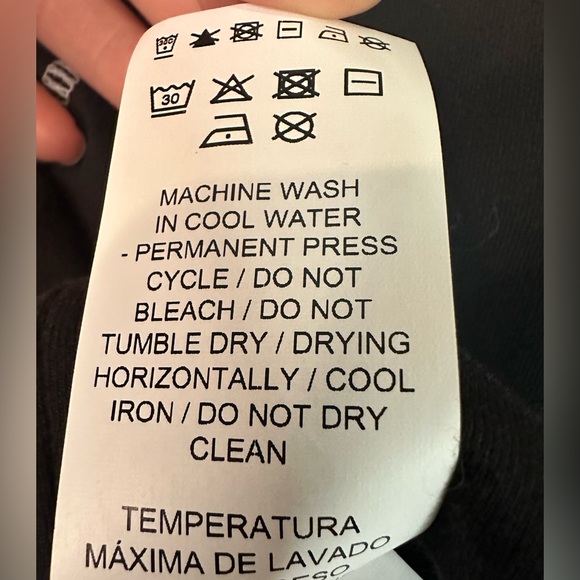 30
MACHINE WASH
IN COOL WATER
- PERMANENT PRESS
CYCLE / DO NOT
BLEACH / DO NOT
TUMBLE DRY / DRYING
HORIZONTALLY / COOL
IRON / DO NOT DRY
CLEAN
TEMPERATURA
MÁXIMA DE LAVADO